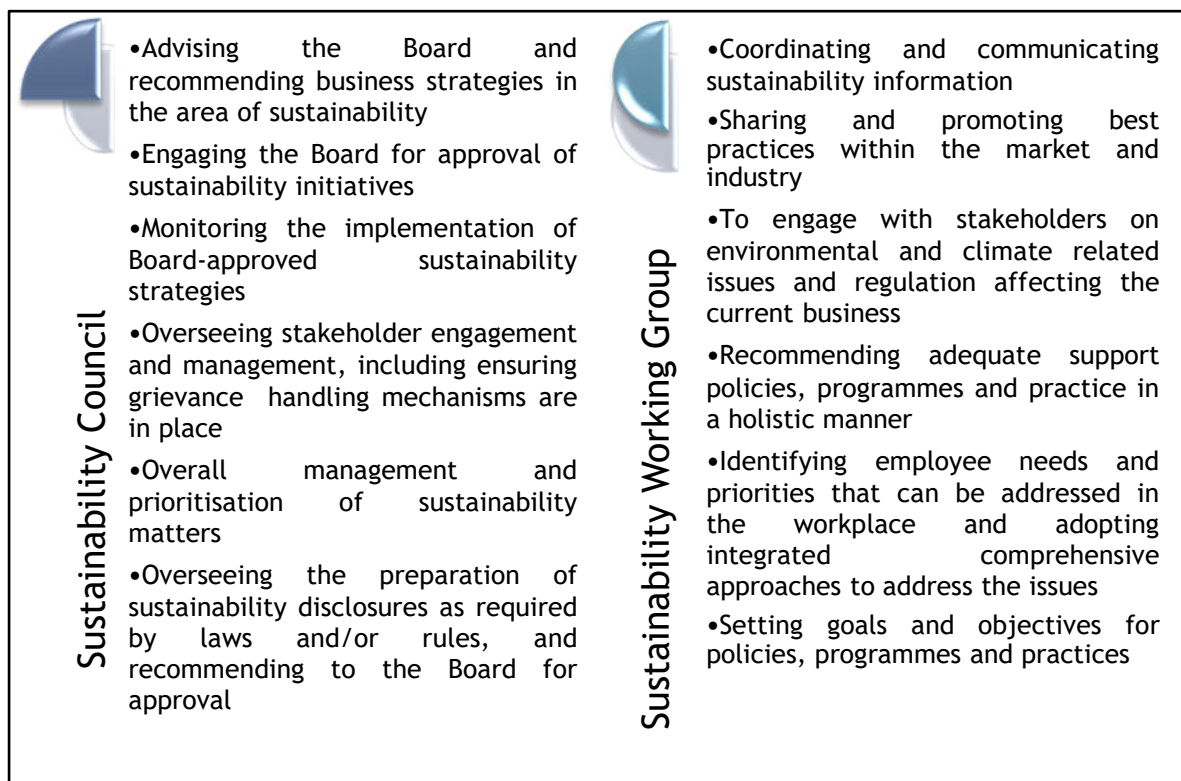 Sustainability Council
•Advising the Board and
recommending business strategies in
the area of sustainability
•Engaging the Board for approval of
sustainability initiatives
•Monitoring the implementation of
Board-approved sustainability
strategies
•Overseeing stakeholder engagement
and management, including ensuring
grievance handling mechanisms are
in place
•Overall management and
prioritisation of sustainability
matters
•Overseeing the preparation of
sustainability disclosures as required
by laws and/or rules, and
recommending to the Board for
approval
Sustainability Working Group
•Coordinating and communicating
sustainability information
•Sharing and promoting best
practices within the market and
industry
•To engage with stakeholders on
environmental and climate related
issues and regulation affecting the
current business
•Recommending adequate support
policies, programmes and practice in
a holistic manner
•Identifying employee needs and
priorities that can be addressed in
the workplace and adopting
integrated comprehensive
approaches to address the issues
•Setting goals and objectives for
policies, programmes and practices